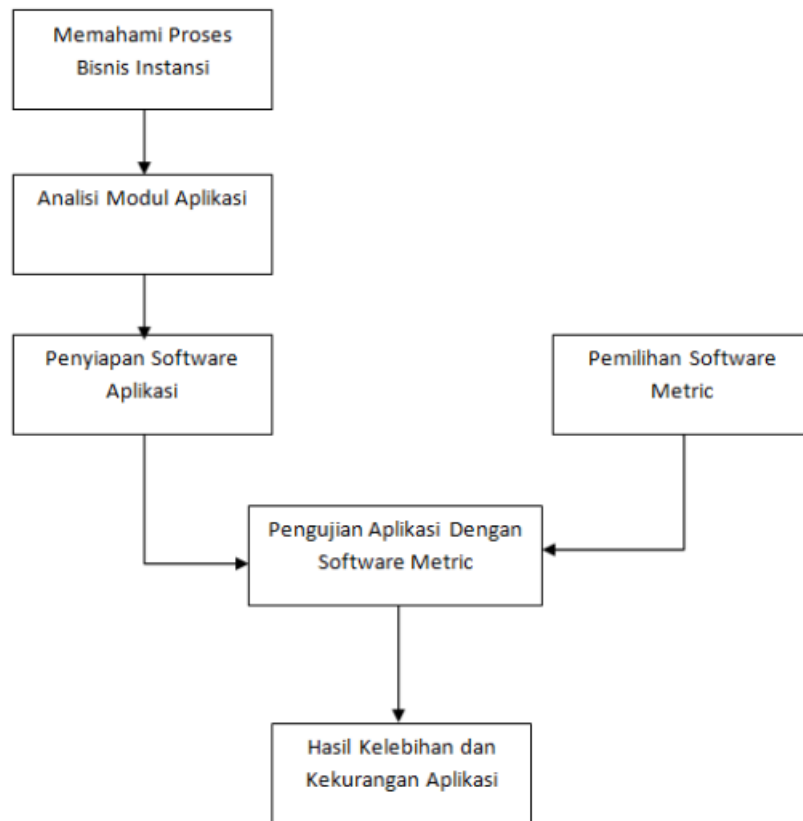 Memahami Proses
Bisnis Instansi
Analisi Modul Aplikasi
Penyiapan Software
Aplikasi
Pemilihan Software
Metric
Pengujian Aplikasi Dengan
Software Metric
Hasil Kelebihan dan
Kekurangan Aplikasi